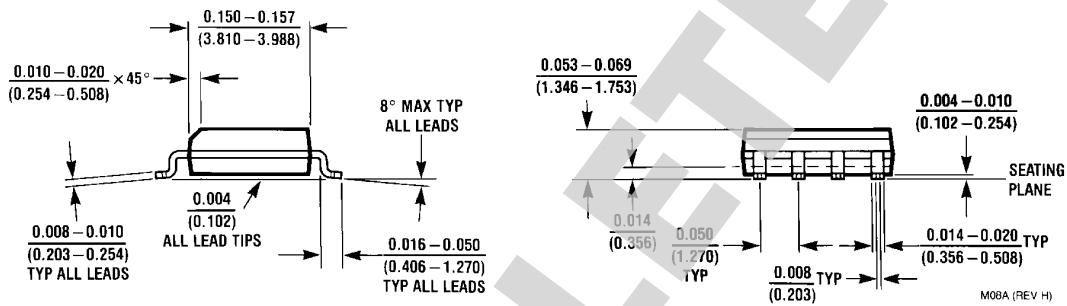 0.150 – 0.157
(3.810 – 3.988)
0.010 – 0.020 × 45°
(0.254 – 0.508)
8° MAX TYP
ALL LEADS
0.004
(0.102)
ALL LEAD TIPS
0.008 – 0.010
(0.203 – 0.254)
TYP ALL LEADS
0.016 – 0.050
(0.406 – 1.270)
TYP ALL LEADS
0.053 – 0.069
(1.346 – 1.753)
0.004 – 0.010
(0.102 – 0.254)
SEATING
PLANE
0.014
(0.356)
0.050
(1.270)
TYP
0.008 TYP
(0.203)
0.014 – 0.020 TYP
(0.356 – 0.508)
M08A (REV H)
LETE